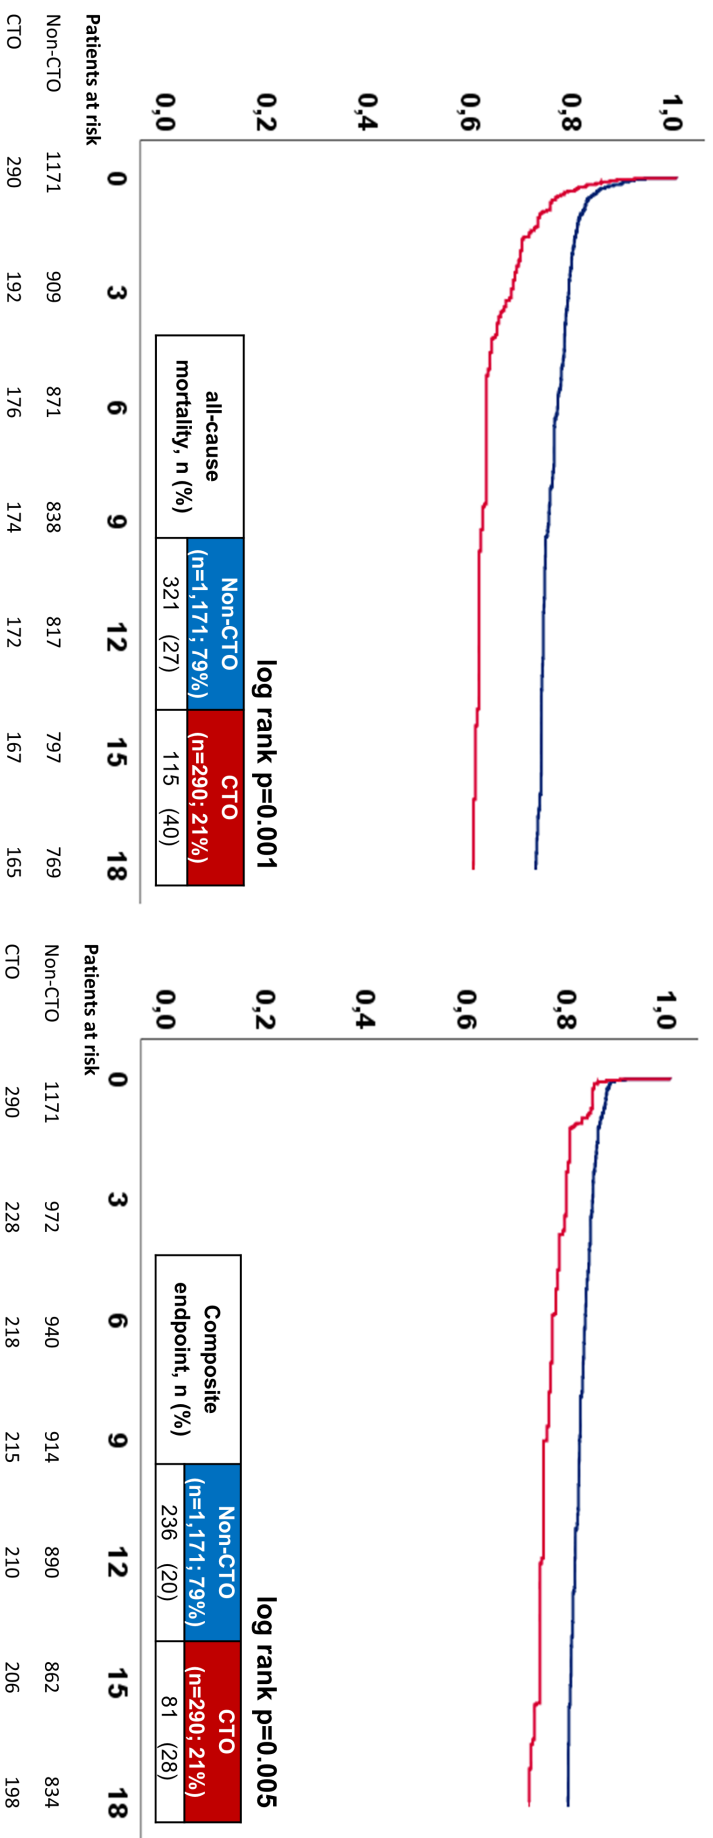 1,0
0,8
0,6
0,4
0,2
0,0
log rank p=0.001
all-cause
mortality, n (%)
Non-CTO
(n=1,171; 79%)
CTO
(n=290; 21%)
321 (27)
115 (40)
0 3 6 9 12 15 18
Patients at risk
Non-CTO 1171 909 871 838 817 797 769
CTO 290 192 176 174 172 167 165
1,0
0,8
0,6
0,4
0,2
0,0
log rank p=0.005
Composite
endpoint, n (%)
Non-CTO
(n=1,171; 79%)
CTO
(n=290; 21%)
236 (20)
81 (28)
0 3 6 9 12 15 18
Patients at risk
Non-CTO 1171 972 940 914 890 862 834
CTO 290 228 218 215 210 206 198